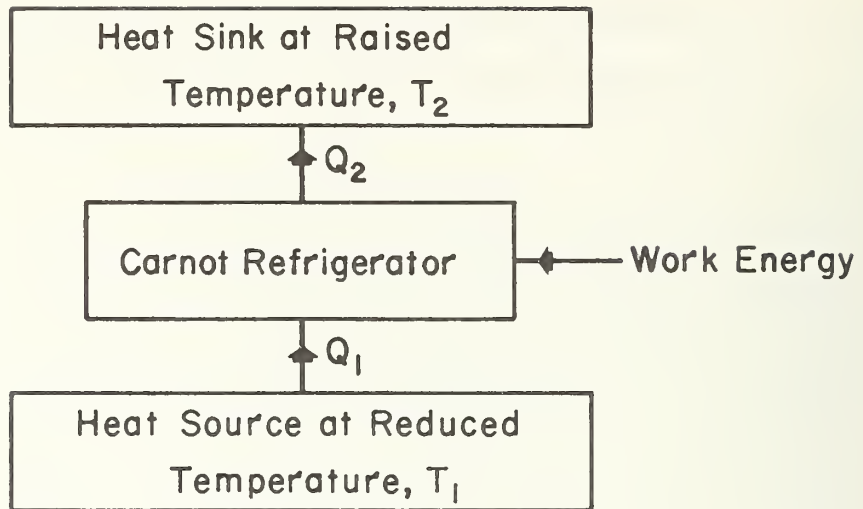 Heat Sink at Raised
Temperature, T₂
Q₂
Carnot Refrigerator
Work Energy
Q₁
Heat Source at Reduced
Temperature, T₁